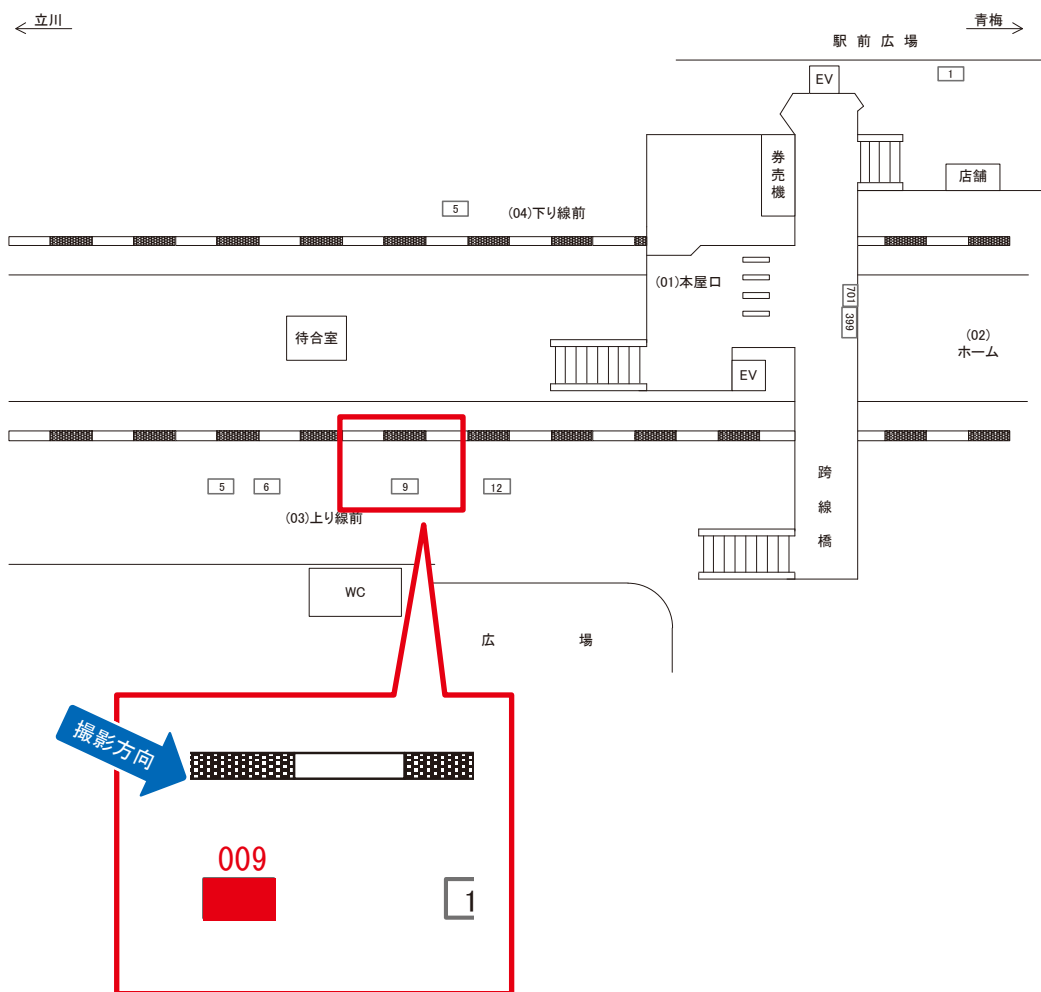 立川
青梅
駅前広場
EV
1
券売機
店舗
5
(04)下り線前
(01)本屋口
701
399
(02)
ホーム
待合室
EV
5
6
9
12
(03)上り線前
跨線橋
WC
広場
撮影方向
009
1